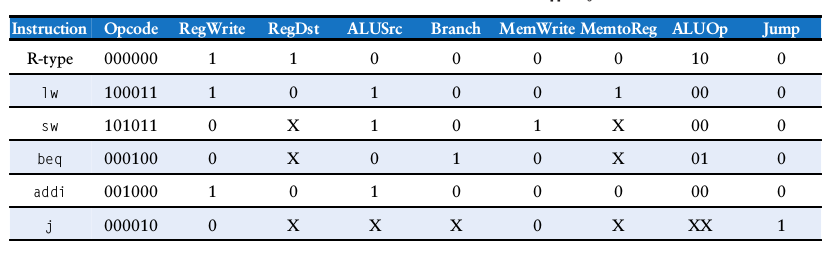 Instruction Opcode RegWrite RegDst ALUSrc Branch MemWrite MemtoReg ALUOp Jump
R-type 000000 1 1 0 0 0 0 10 0
lw 100011 1 0 1 0 0 1 00 0
sw 101011 0 X 1 0 1 X 00 0
beq 000100 0 X 0 1 0 X 01 0
addi 001000 1 0 1 0 0 0 00 0
j 000010 0 X X X 0 X XX 1